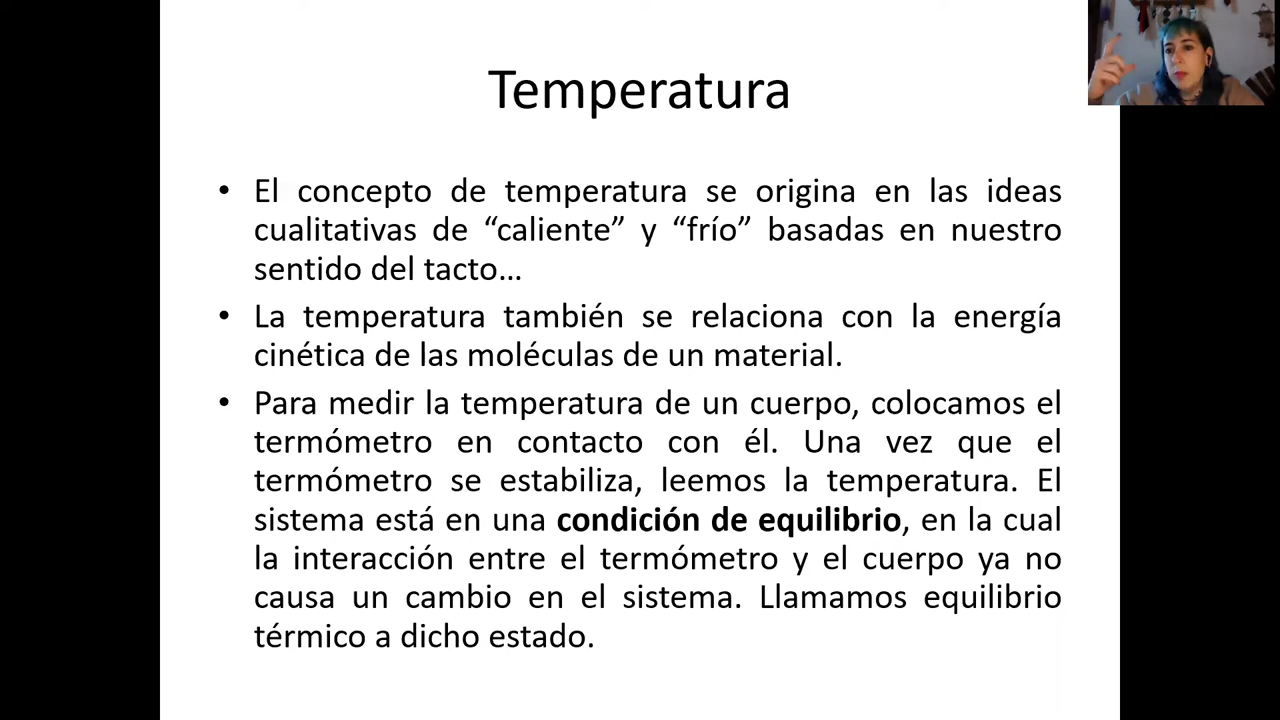 Temperatura
• El concepto de temperatura se origina en las ideas
cualitativas de “caliente” y “frío” basadas en nuestro
sentido del tacto…
• La temperatura también se relaciona con la energía
cinética de las moléculas de un material.
• Para medir la temperatura de un cuerpo, colocamos el
termómetro en contacto con él. Una vez que el
termómetro se estabiliza, leemos la temperatura. El
sistema está en una condición de equilibrio, en la cual
la interacción entre el termómetro y el cuerpo ya no
causa un cambio en el sistema. Llamamos equilibrio
térmico a dicho estado.